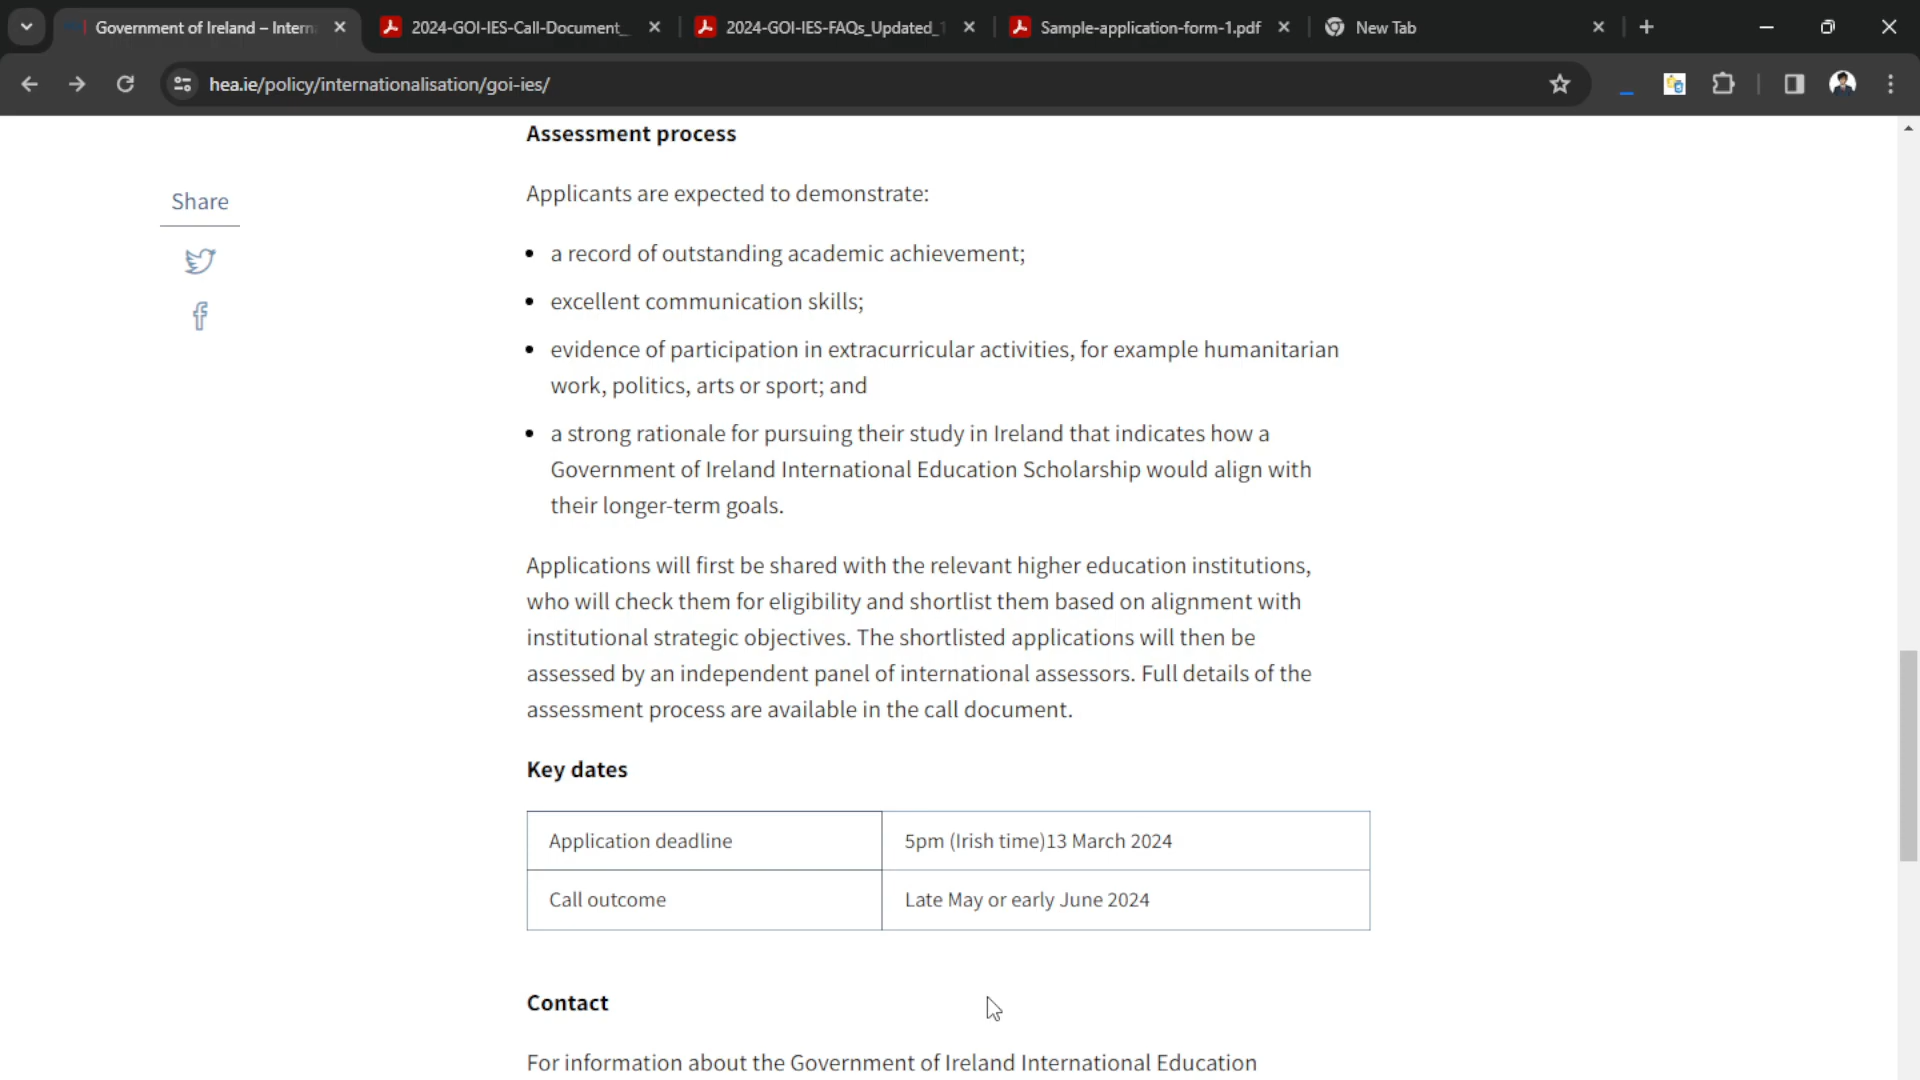 Government of Ireland – Intern
2024-GOI-IES-Call-Document_
2024-GOI-IES-FAQs_Updated_1
Sample-application-form-1.pdf
New Tab
hea.ie/policy/internationalisation/goi-ies/
Share
Assessment process
Applicants are expected to demonstrate:
a record of outstanding academic achievement;
excellent communication skills;
evidence of participation in extracurricular activities, for example humanitarian
work, politics, arts or sport; and
a strong rationale for pursuing their study in Ireland that indicates how a
Government of Ireland International Education Scholarship would align with
their longer-term goals.
Applications will first be shared with the relevant higher education institutions,
who will check them for eligibility and shortlist them based on alignment with
institutional strategic objectives. The shortlisted applications will then be
assessed by an independent panel of international assessors. Full details of the
assessment process are available in the call document.
Key dates
Application deadline 5pm (Irish time)13 March 2024
Call outcome Late May or early June 2024
Contact
For information about the Government of Ireland International Education